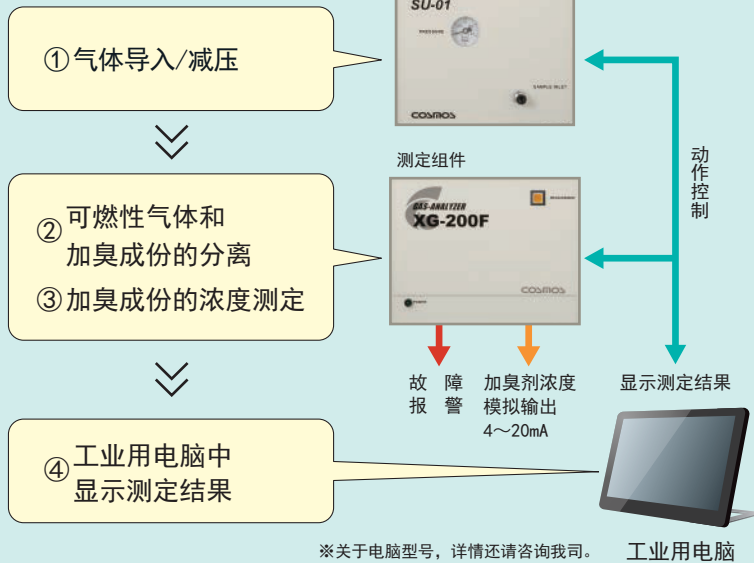 SU-01
PRESSURE
SAMPLE INLET
COSMOS
①气体导入/减压
测定组件
GAS-ANALYZER
XG-200F
COSMOS
动作控制
②可燃性气体和
加臭成份的分离
③加臭成份的浓度测定
故障
报警
加臭剂浓度
模拟输出
4～20mA
显示测定结果
④工业用电脑中
显示测定结果
※关于电脑型号，详情还请咨询我司。
工业用电脑